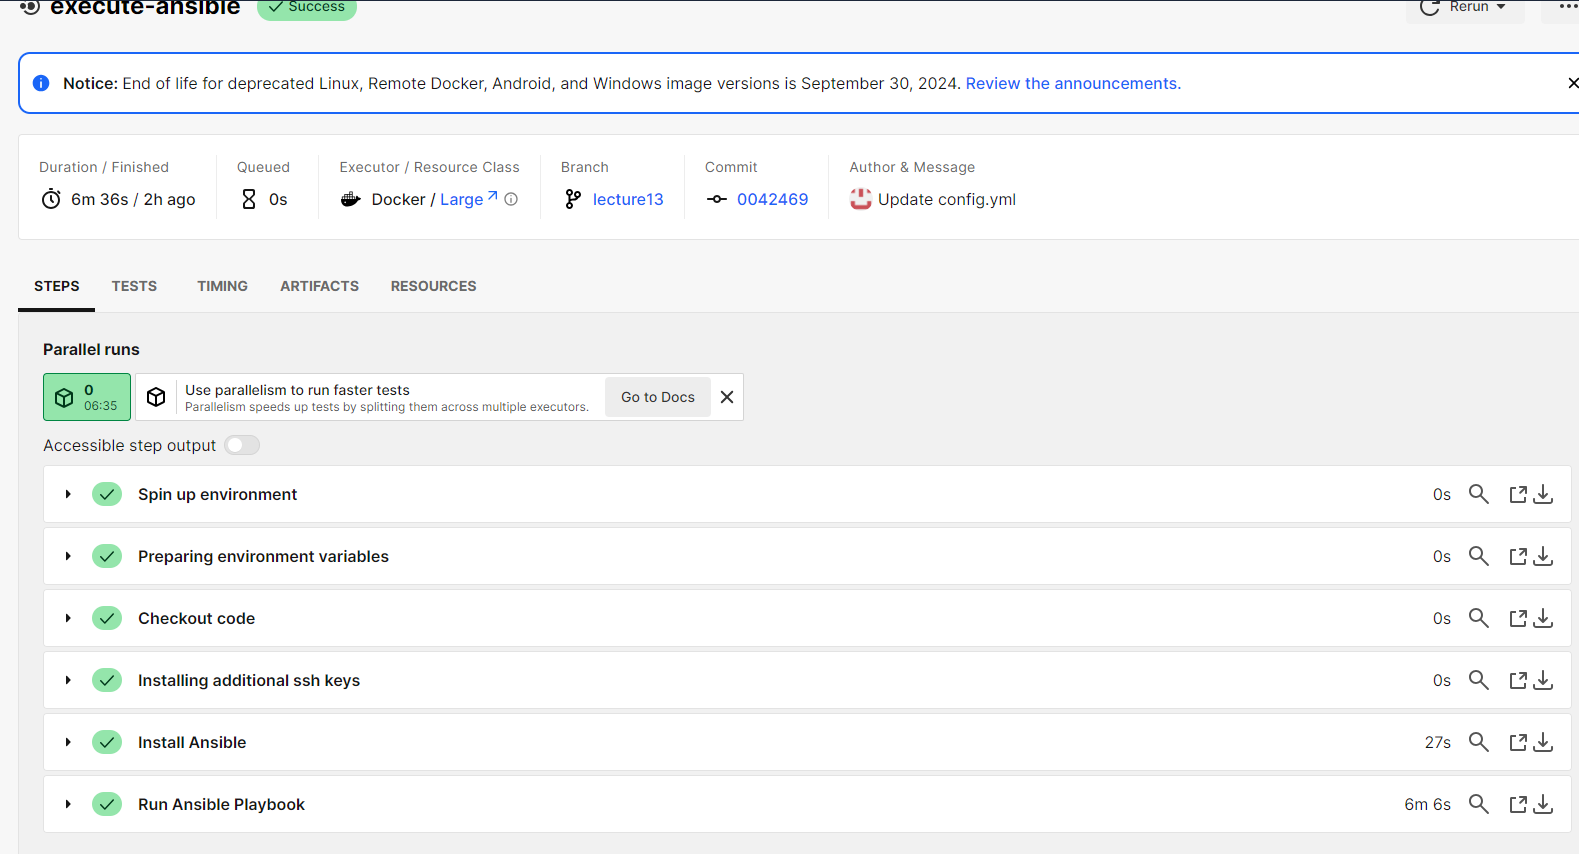 execute-ansible Success Rerun
Notice: End of life for deprecated Linux, Remote Docker, Android, and Windows image versions is September 30, 2024. Review the announcements.
Duration / Finished Queued Executor / Resource Class Branch Commit Author & Message
6m 36s / 2h ago 0s Docker / Large lecture13 0042469 Update config.yml
STEPS TESTS TIMING ARTIFACTS RESOURCES
Parallel runs
0 Use parallelism to run faster tests Go to Docs
06:35 Parallelism speeds up tests by splitting them across multiple executors.
Accessible step output
Spin up environment 0s
Preparing environment variables 0s
Checkout code 0s
Installing additional ssh keys 0s
Install Ansible 27s
Run Ansible Playbook 6m 6s